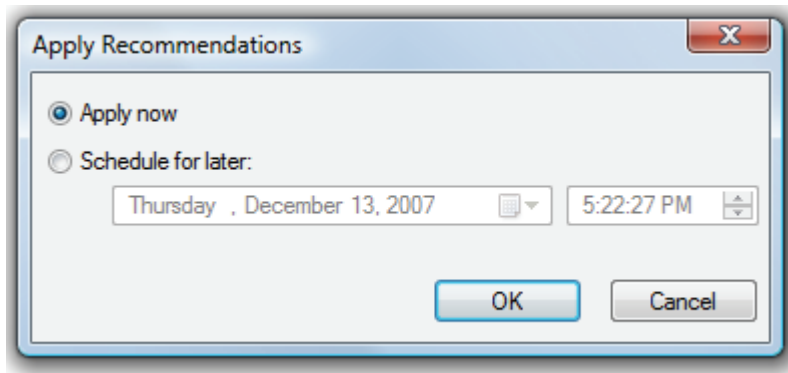 Apply Recommendations
Apply now
Schedule for later:
Thursday , December 13, 2007 5:22:27 PM
OK Cancel